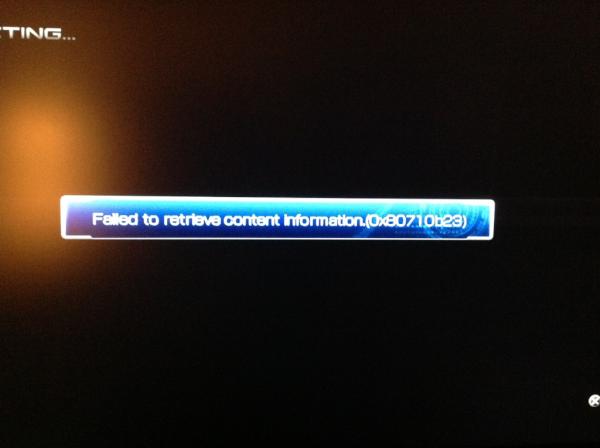 TING...
Failed to retrieve content information.(0x80710b23)